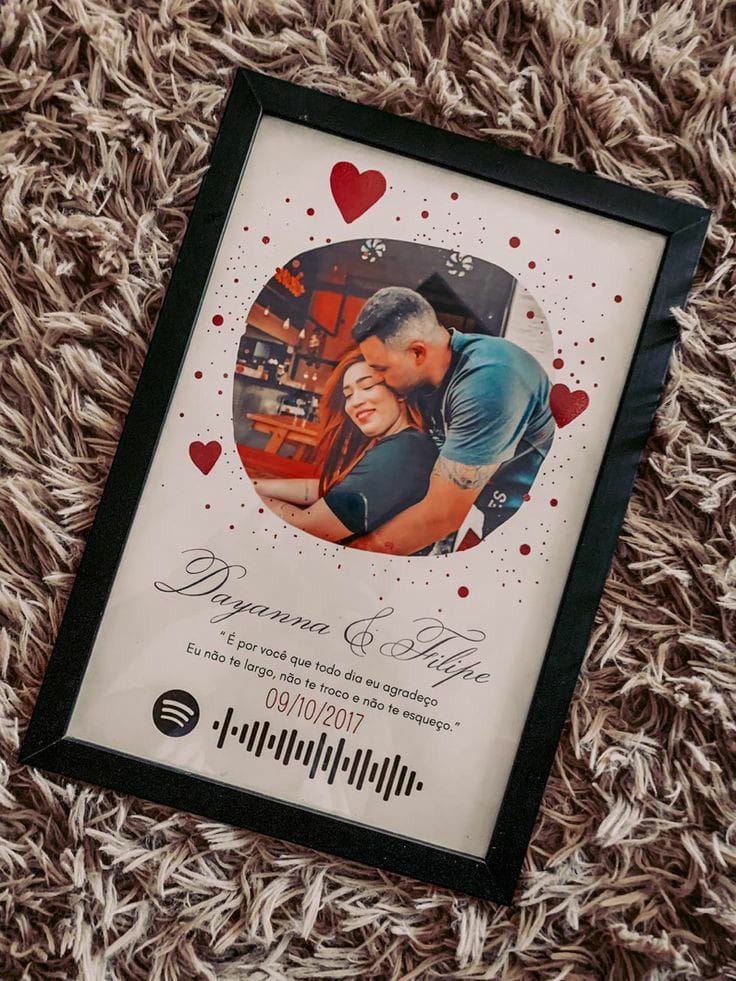 Dayanna & Filipe
“É por você que todo dia eu agradeço
Eu não te largo, não te troco e não te esqueço.”
09/10/2017